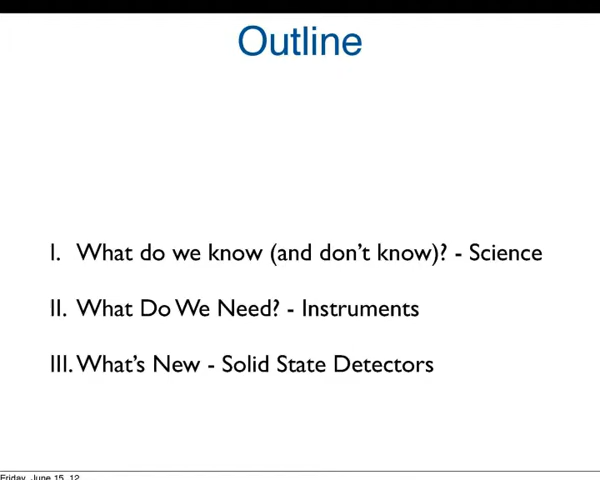 Outline
I. What do we know (and don't know)? - Science
II. What Do We Need? - Instruments
III. What's New - Solid State Detectors
Friday, June 15, 12